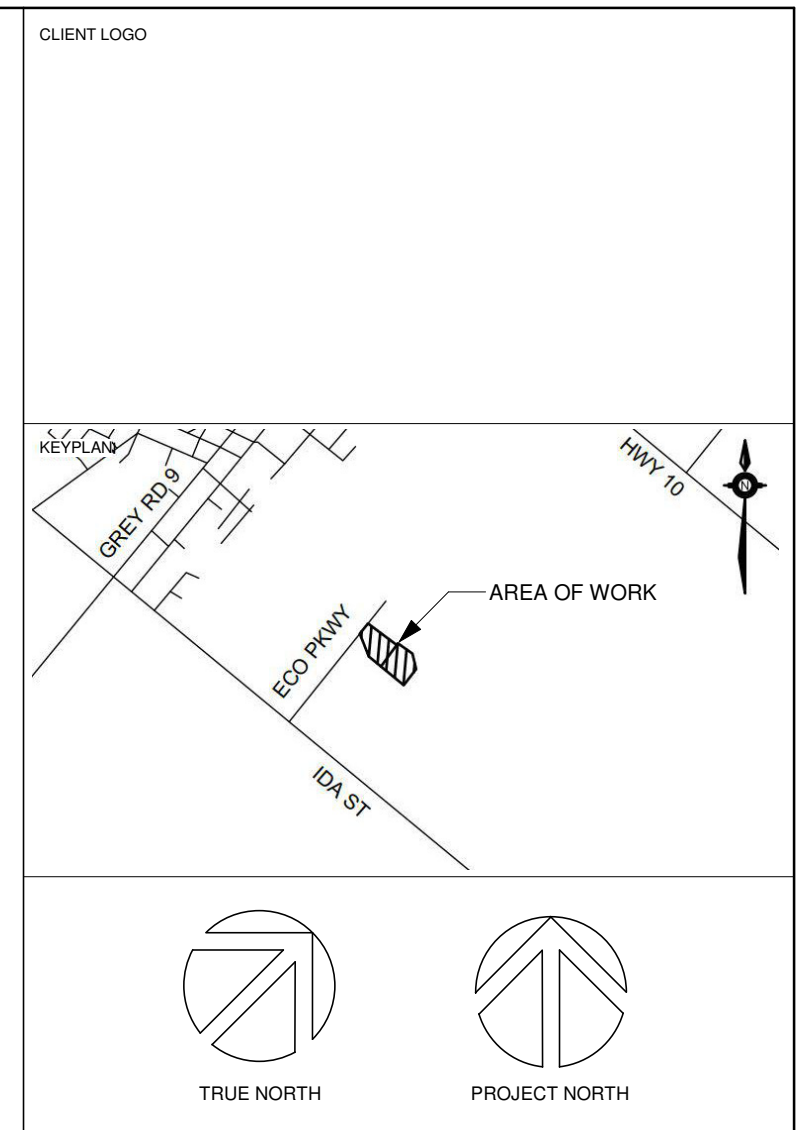 CLIENT LOGO
KEYPLAN
GREY RD 9
HWY 10
N
AREA OF WORK
ECO PKWY
IDA ST
TRUE NORTH
PROJECT NORTH